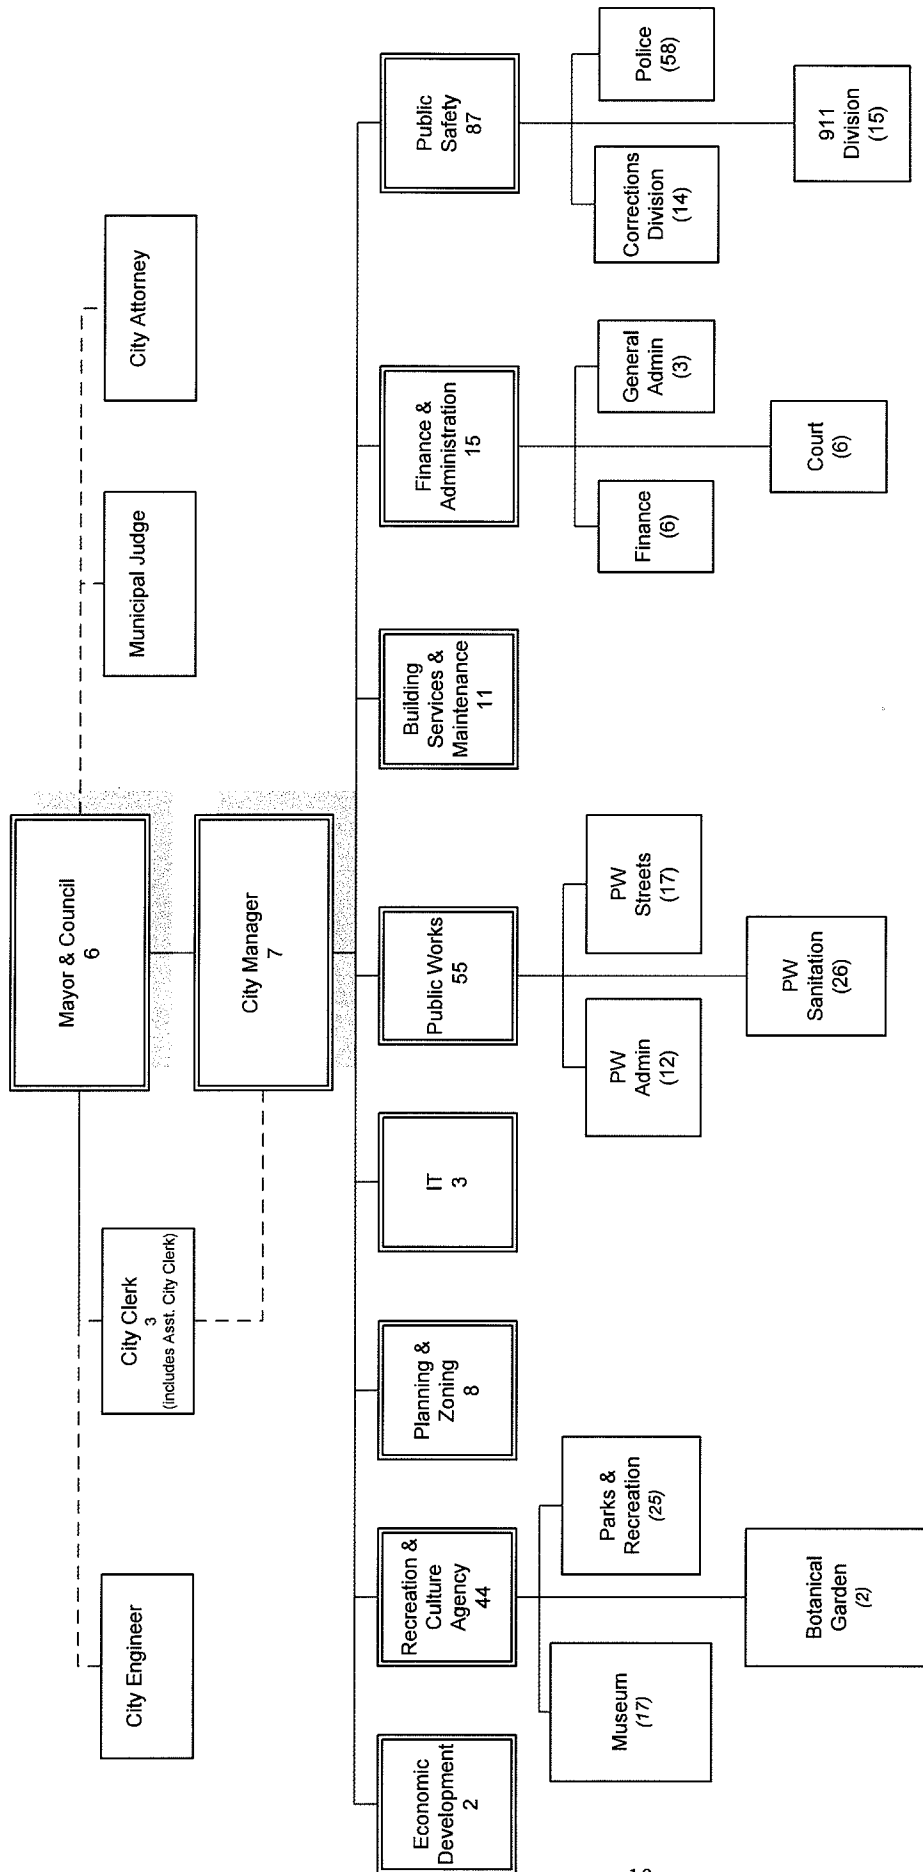 Mayor & Council
6
City Manager
7
City Engineer
City Clerk
3
(includes Asst. City Clerk)
Municipal Judge
City Attorney
Economic
Development
2
Recreation &
Culture
Agency
44
Planning &
Zoning
8
IT
3
Public Works
55
Building
Services &
Maintenance
11
Finance &
Administration
15
Public
Safety
87
Museum
(17)
Parks &
Recreation
(25)
Botanical
Garden
(2)
PW
Admin
(12)
PW
Streets
(17)
PW
Sanitation
(26)
Finance
(6)
General
Admin
(3)
Court
(6)
Corrections
Division
(14)
Police
(58)
911
Division
(15)